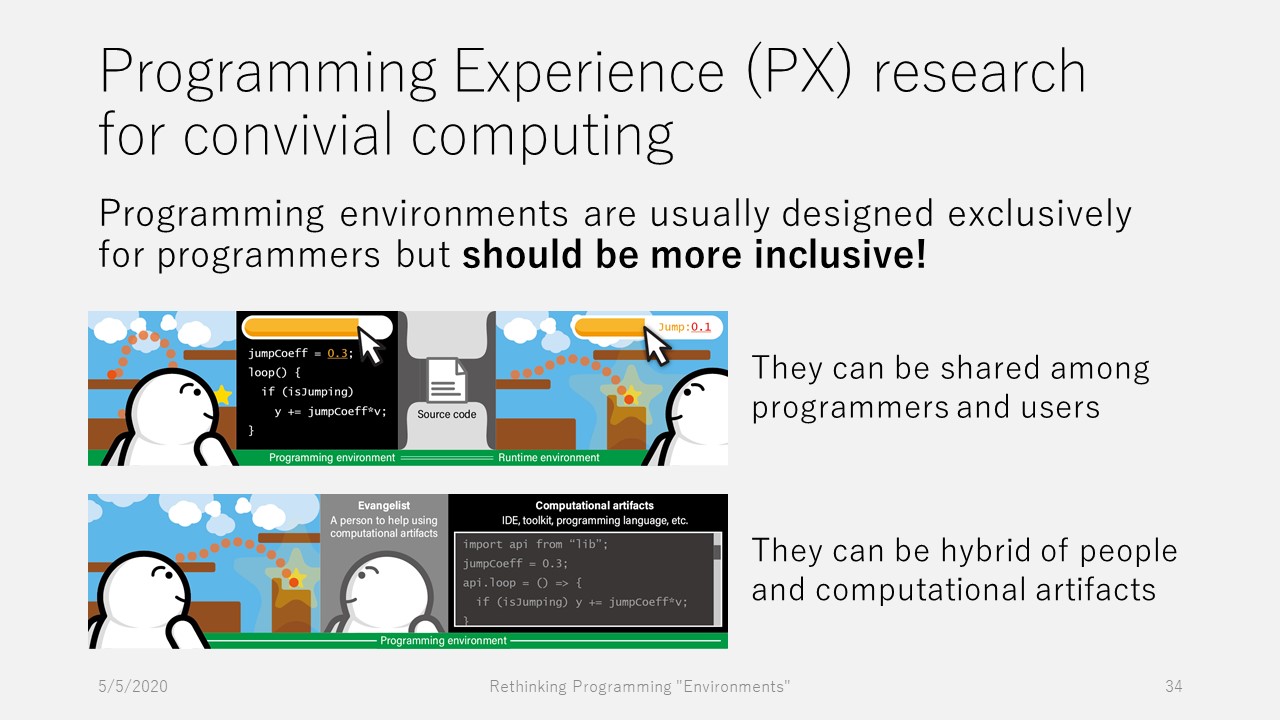 Programming Experience (PX) research
for convivial computing
Programming environments are usually designed exclusively
for programmers but should be more inclusive!
jumpCoeff = 0.3;
loop() {
if (isJumping)
y += jumpCoeff*v;
}
Source code
Jump:0.1
Programming environment
Runtime environment
They can be shared among
programmers and users
Evangelist
A person to help using
computational artifacts
Computational artifacts
IDE, toolkit, programming language, etc.
import api from “lib”;
jumpCoeff = 0.3;
api.loop = () => {
if (isJumping) y += jumpCoeff*v;
}
Programming environment
They can be hybrid of people
and computational artifacts
5/5/2020
Rethinking Programming "Environments"
34